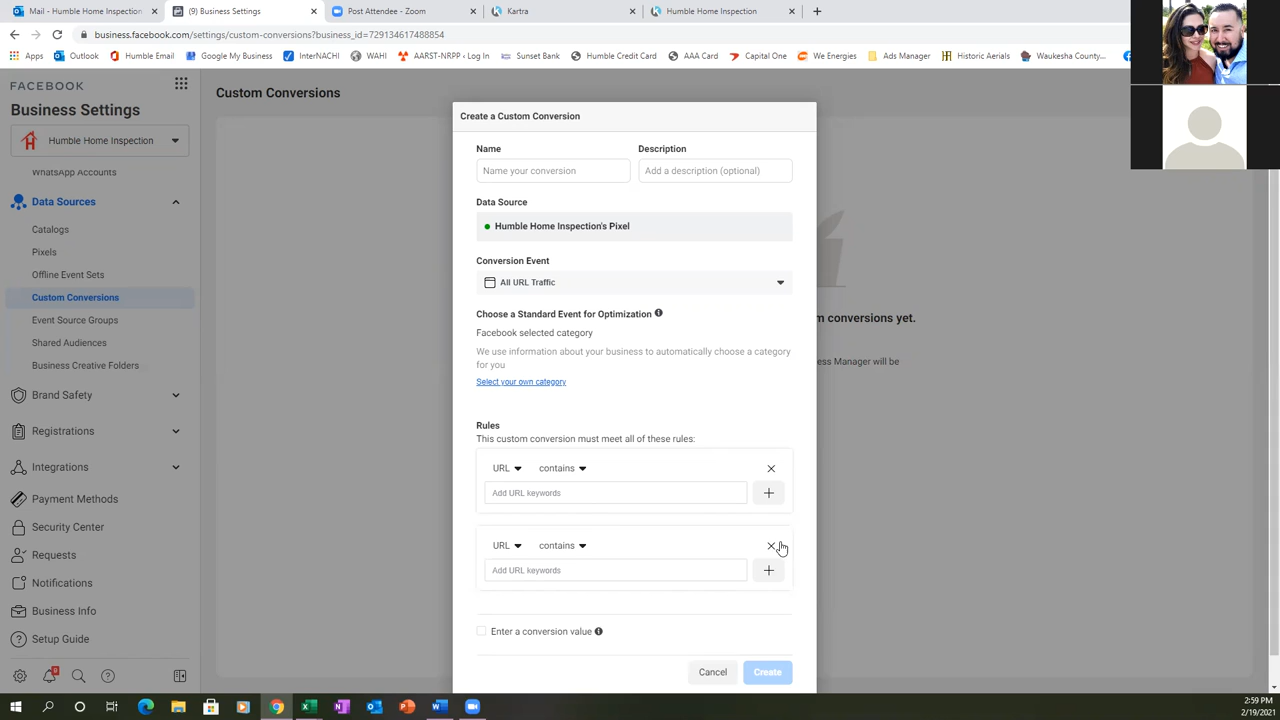 Mail - Humble Home Inspection
(9) Business Settings
Post Attendee - Zoom
Kartra
Humble Home Inspection
business.facebook.com/settings/custom-conversions?business_id=729134617488854
Apps
Outlook
Humble Email
Google My Business
InterNACHI
WAHI
AARST-NRPP < Log In
Sunset Bank
Humble Credit Card
AAA Card
Capital One
We Energies
Ads Manager
Historic Aerials
Waukesha County...
FACEBOOK
Business Settings
Humble Home Inspection
WhatsApp Accounts
Data Sources
Catalogs
Pixels
Offline Event Sets
Custom Conversions
Event Source Groups
Shared Audiences
Business Creative Folders
Brand Safety
Registrations
Integrations
Payment Methods
Security Center
Requests
Notifications
Business Info
Setup Guide
Custom Conversions
m conversions yet.
ess Manager will be
Create a Custom Conversion
Name
Description
Name your conversion
Add a description (optional)
Data Source
Humble Home Inspection's Pixel
Conversion Event
All URL Traffic
Choose a Standard Event for Optimization
Facebook selected category
We use information about your business to automatically choose a category
for you
Select your own category
Rules
This custom conversion must meet all of these rules:
URL contains
Add URL keywords
URL contains
Add URL keywords
Enter a conversion value
Cancel
Create
2:59 PM
2/19/2021